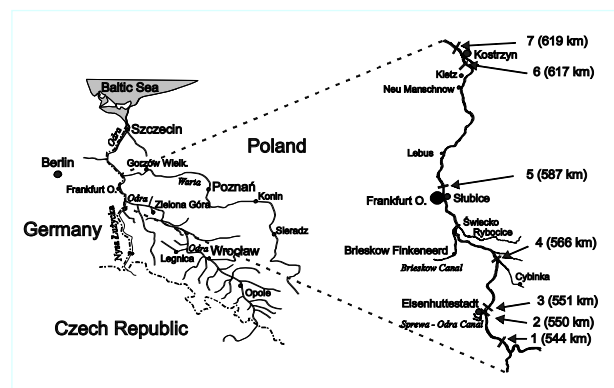 Baltic Sea
Odra
Szczecin
Poland
Berlin
Gorzów Wielk.
Warta
Poznań
Frankfurt O.
Odra
Zielona Góra
Konin
Germany
Nysa Łużycka
Sieradz
Odra
Wrocław
Legnica
Opole
Czech Republic
7 (619 km)
Kostrzyn
6 (617 km)
Kietz
Neu Manschnow
Lebus
5 (587 km)
Frankfurt O.
Słubice
Świecko
Rybocice
4 (566 km)
Brieskow Finkeneerd
Brieskow Canal
Cybinka
Eisenhuttestadt
3 (551 km)
2 (550 km)
Sprewa - Odra Canal
1 (544 km)